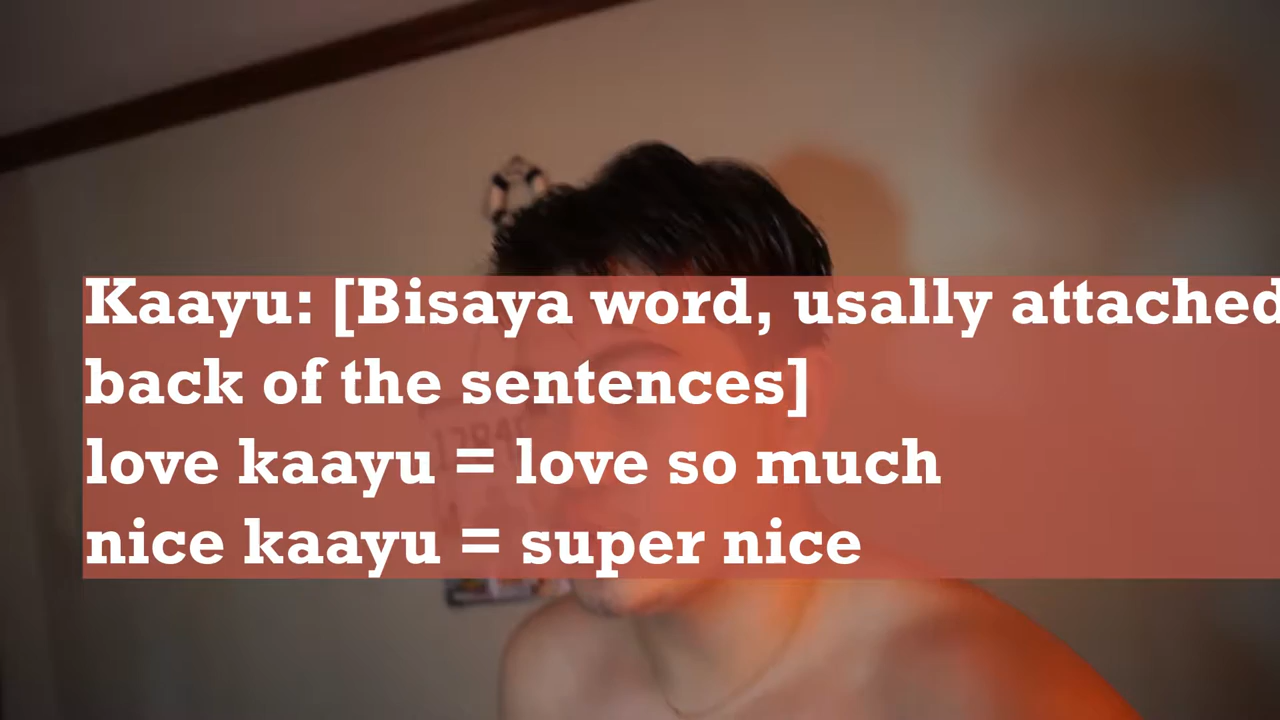 Kaayu: [Bisaya word, usally attached
back of the sentences]
love kaayu = love so much
nice kaayu = super nice